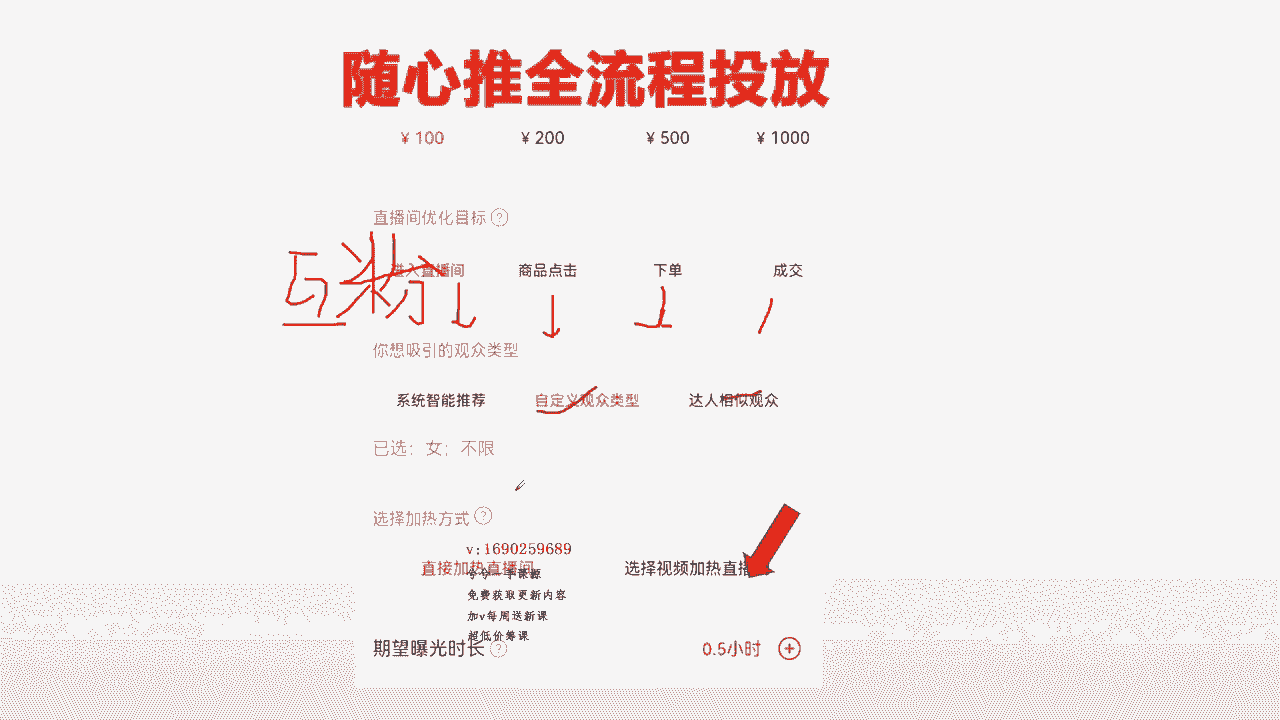 随心推全流程投放
¥ 100 ¥ 200 ¥ 500 ¥ 1000
直播间优化目标 ?
进入直播间 商品点击 下单 成交
你想吸引的观众类型
系统智能推荐 自定义观众类型 达人相似观众
已选：女；不限
选择加热方式 ?
v:1690259689
直接加热直播间 选择视频加热直播
一手课源
免费获取更新内容
加v每周送新课
超低价筹课
期望曝光时长 ? 0.5小时 +